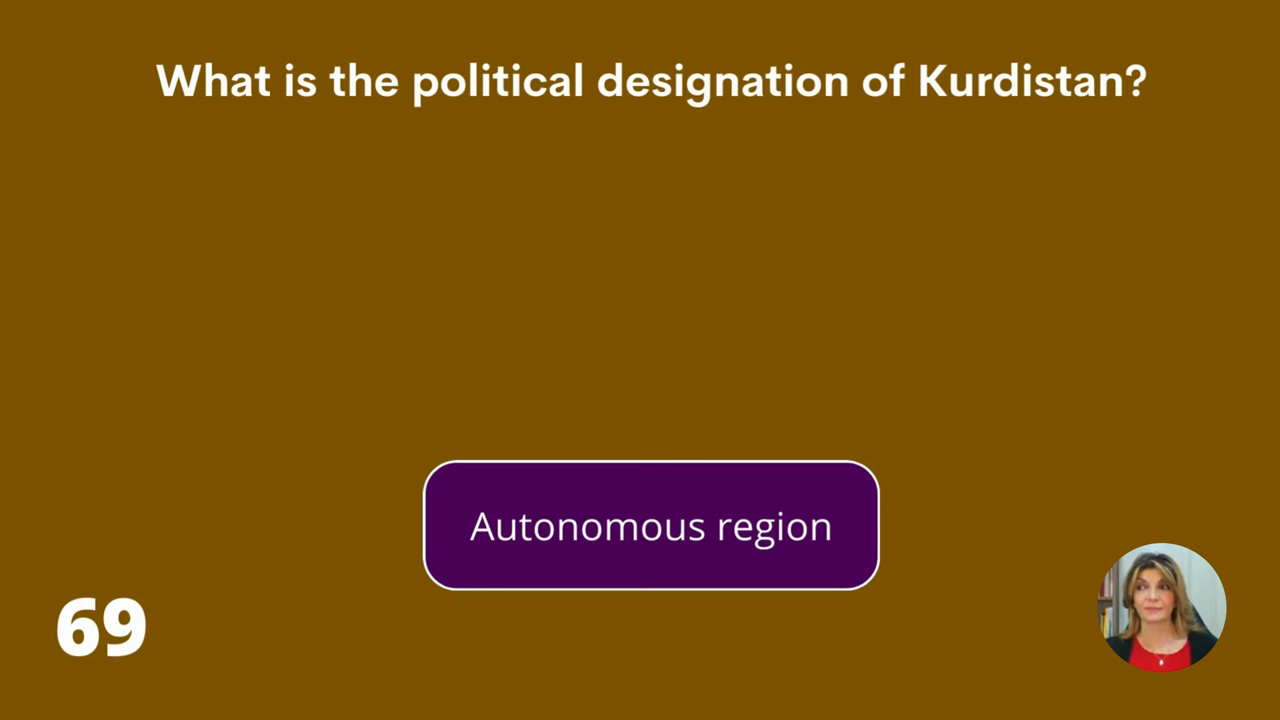 What is the political designation of Kurdistan?
Autonomous region
69